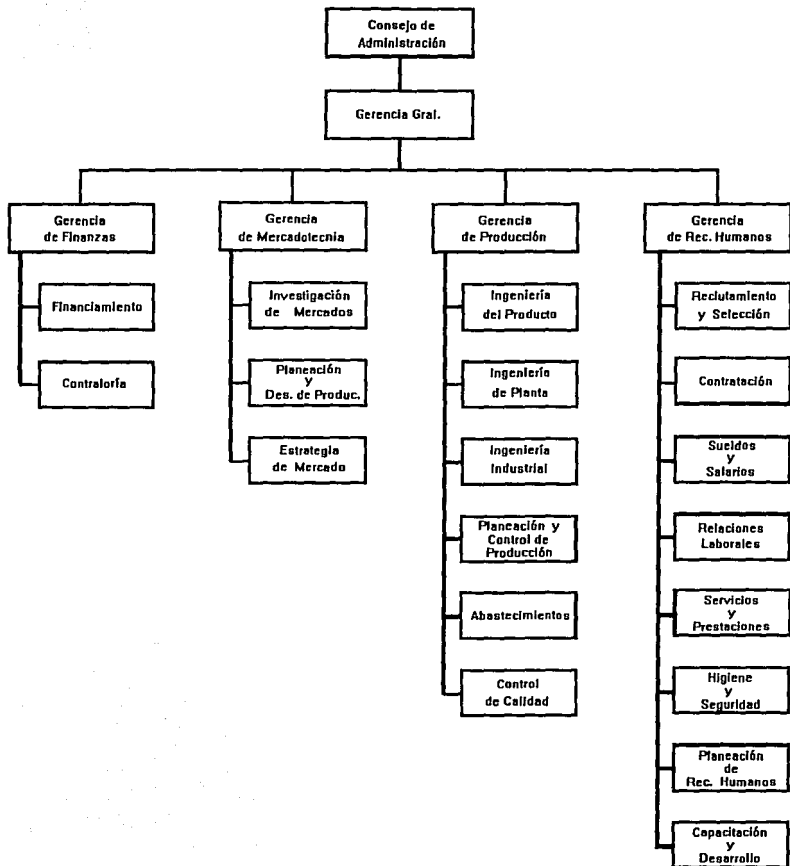 Consejo de
Administración
Gerencia Gral.
Gerencia
de Finanzas
Financiamiento
Contraloría
Gerencia
de Mercadotecnia
Investigación
de Mercados
Planeación
y
Des. de Produc.
Estrategia
de Mercado
Gerencia
de Producción
Ingeniería
del Producto
Ingeniería
de Planta
Ingeniería
Industrial
Planeación y
Control de
Producción
Abastecimientos
Control
de Calidad
Gerencia
de Rec. Humanos
Reclutamiento
y Selección
Contratación
Sueldos
y
Salarios
Relaciones
Laborales
Servicios
y
Prestaciones
Higiene
y
Seguridad
Planeación
de
Rec. Humanos
Capacitación
y
Desarrollo